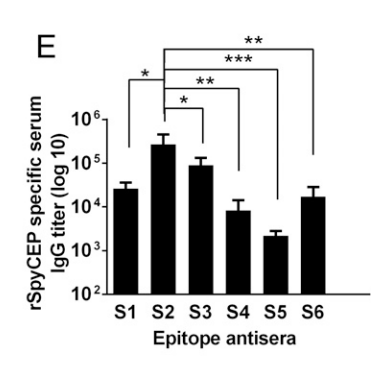 E
**
***
*
**
*
rSpyCEP specific serum
IgG titer (log 10)
10⁶
10⁵
10⁴
10³
10²
S1 S2 S3 S4 S5 S6
Epitope antisera